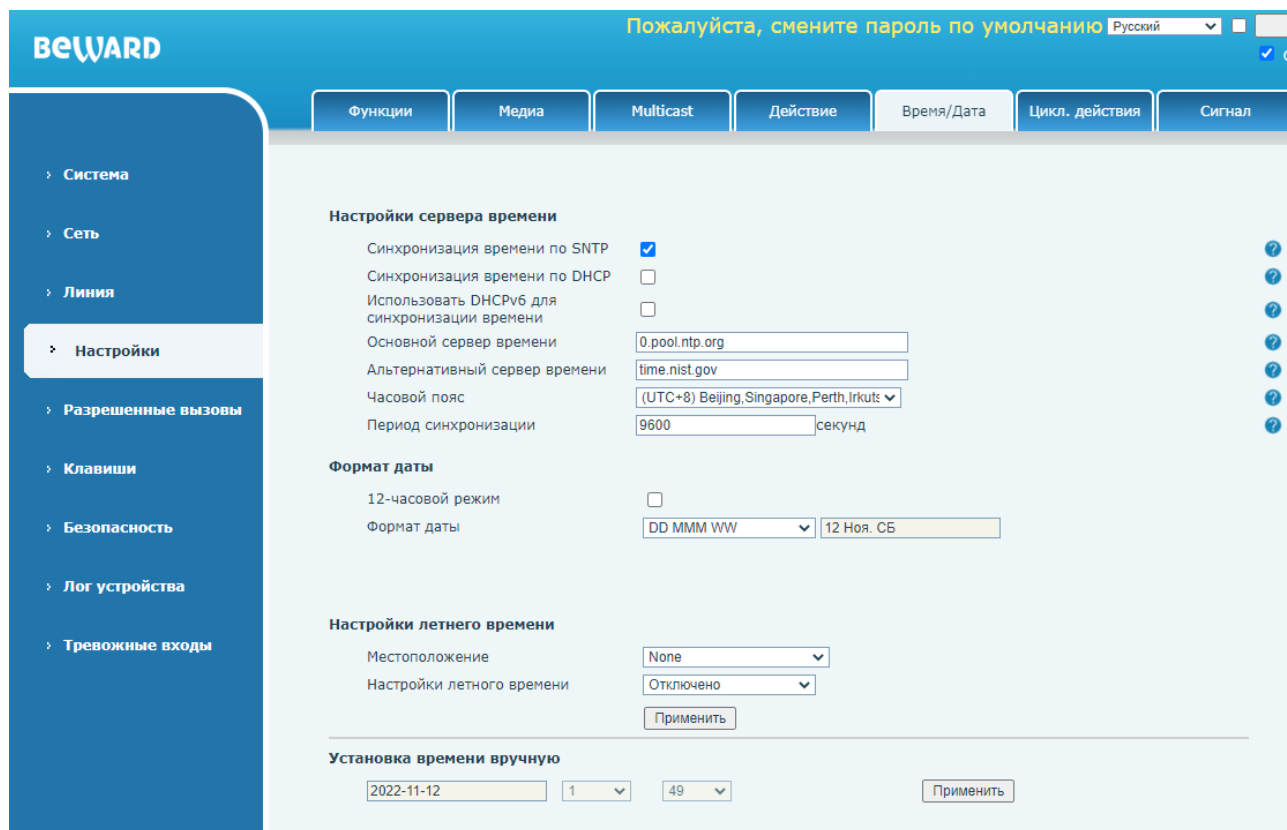 Пожалуйста, смените пароль по умолчанию Русский
BEWARD
Функции Медиа Multicast Действие Время/Дата Цикл. действия Сигнал
Система
Сеть
Линия
Настройки
Разрешенные вызовы
Клавиши
Безопасность
Лог устройства
Тревожные входы
Настройки сервера времени
Синхронизация времени по SNTP
Синхронизация времени по DHCP
Использовать DHCPv6 для
синхронизации времени
Основной сервер времени 0.pool.ntp.org
Альтернативный сервер времени time.nist.gov
Часовой пояс (UTC+8) Beijing,Singapore,Perth,Irkuts
Период синхронизации 9600 секунд
Формат даты
12-часовой режим
Формат даты DD MMM WW 12 Ноя. СБ
Настройки летнего времени
Местоположение None
Настройки летного времени Отключено
Применить
Установка времени вручную
2022-11-12 1 49 Применить